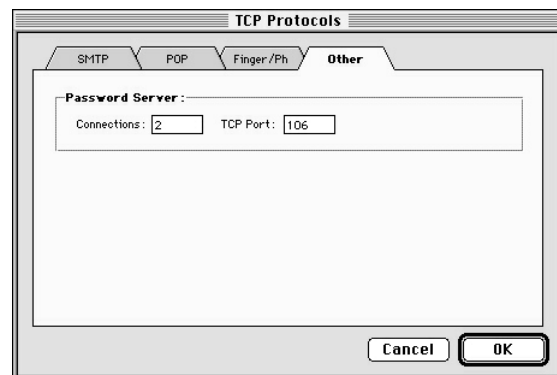 TCP Protocols
SMTP POP Finger/Ph Other
Password Server:
Connections: 2 TCP Port: 106
Cancel OK